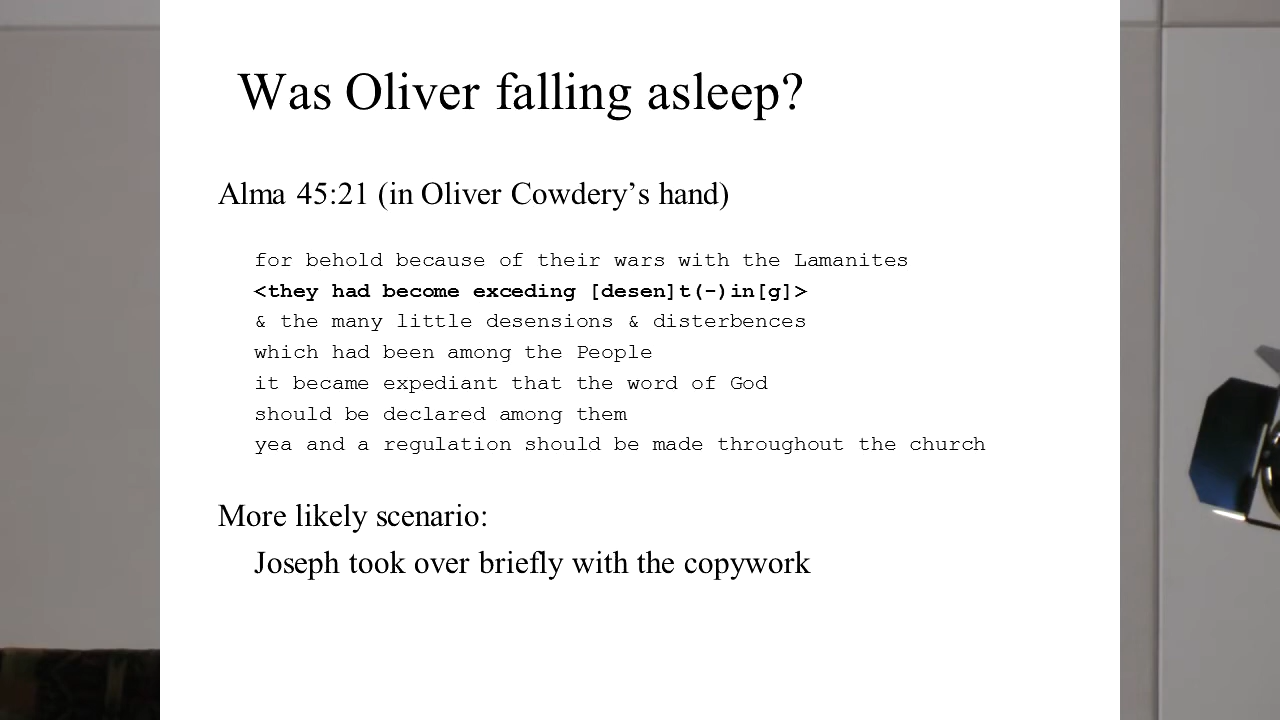 Was Oliver falling asleep?
Alma 45:21 (in Oliver Cowdery’s hand)
for behold because of their wars with the Lamanites
<they had become exceding [desen]t(-)in[g]>
& the many little desensions & disterbences
which had been among the People
it became expediant that the word of God
should be declared among them
yea and a regulation should be made throughout the church
More likely scenario:
Joseph took over briefly with the copywork